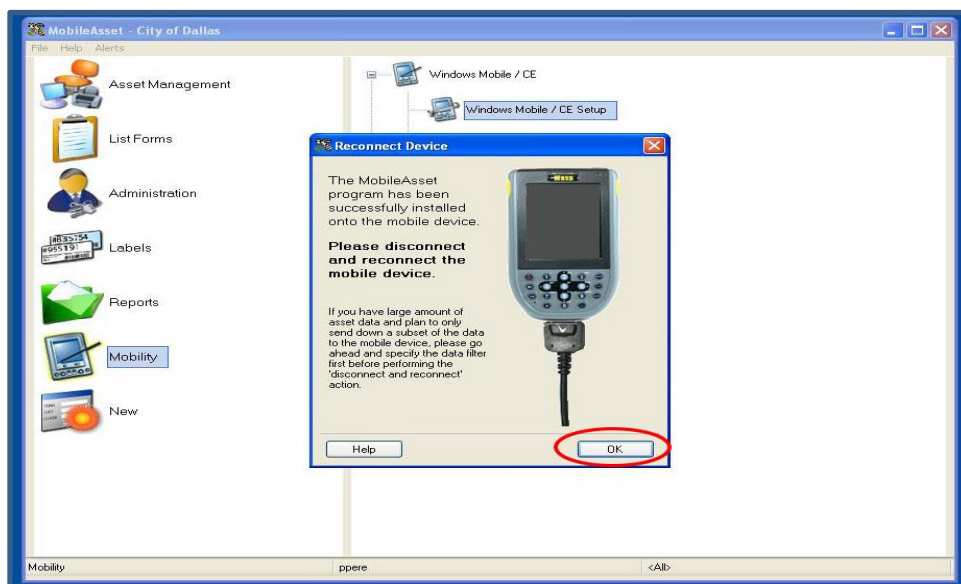 MobileAsset - City of Dallas
File Help Alerts
Asset Management
List Forms
Administration
Labels
Reports
Mobility
New
Windows Mobile / CE
Windows Mobile / CE Setup
Reconnect Device
The MobileAsset
program has been
successfully installed
onto the mobile device.
Please disconnect
and reconnect the
mobile device.
If you have large amount of
asset data and plan to only
send down a subset of the data
to the mobile device, please go
ahead and specify the data filter
first before performing the
'disconnect and reconnect'
action.
Wasp
Help
OK
Mobility ppere <All>